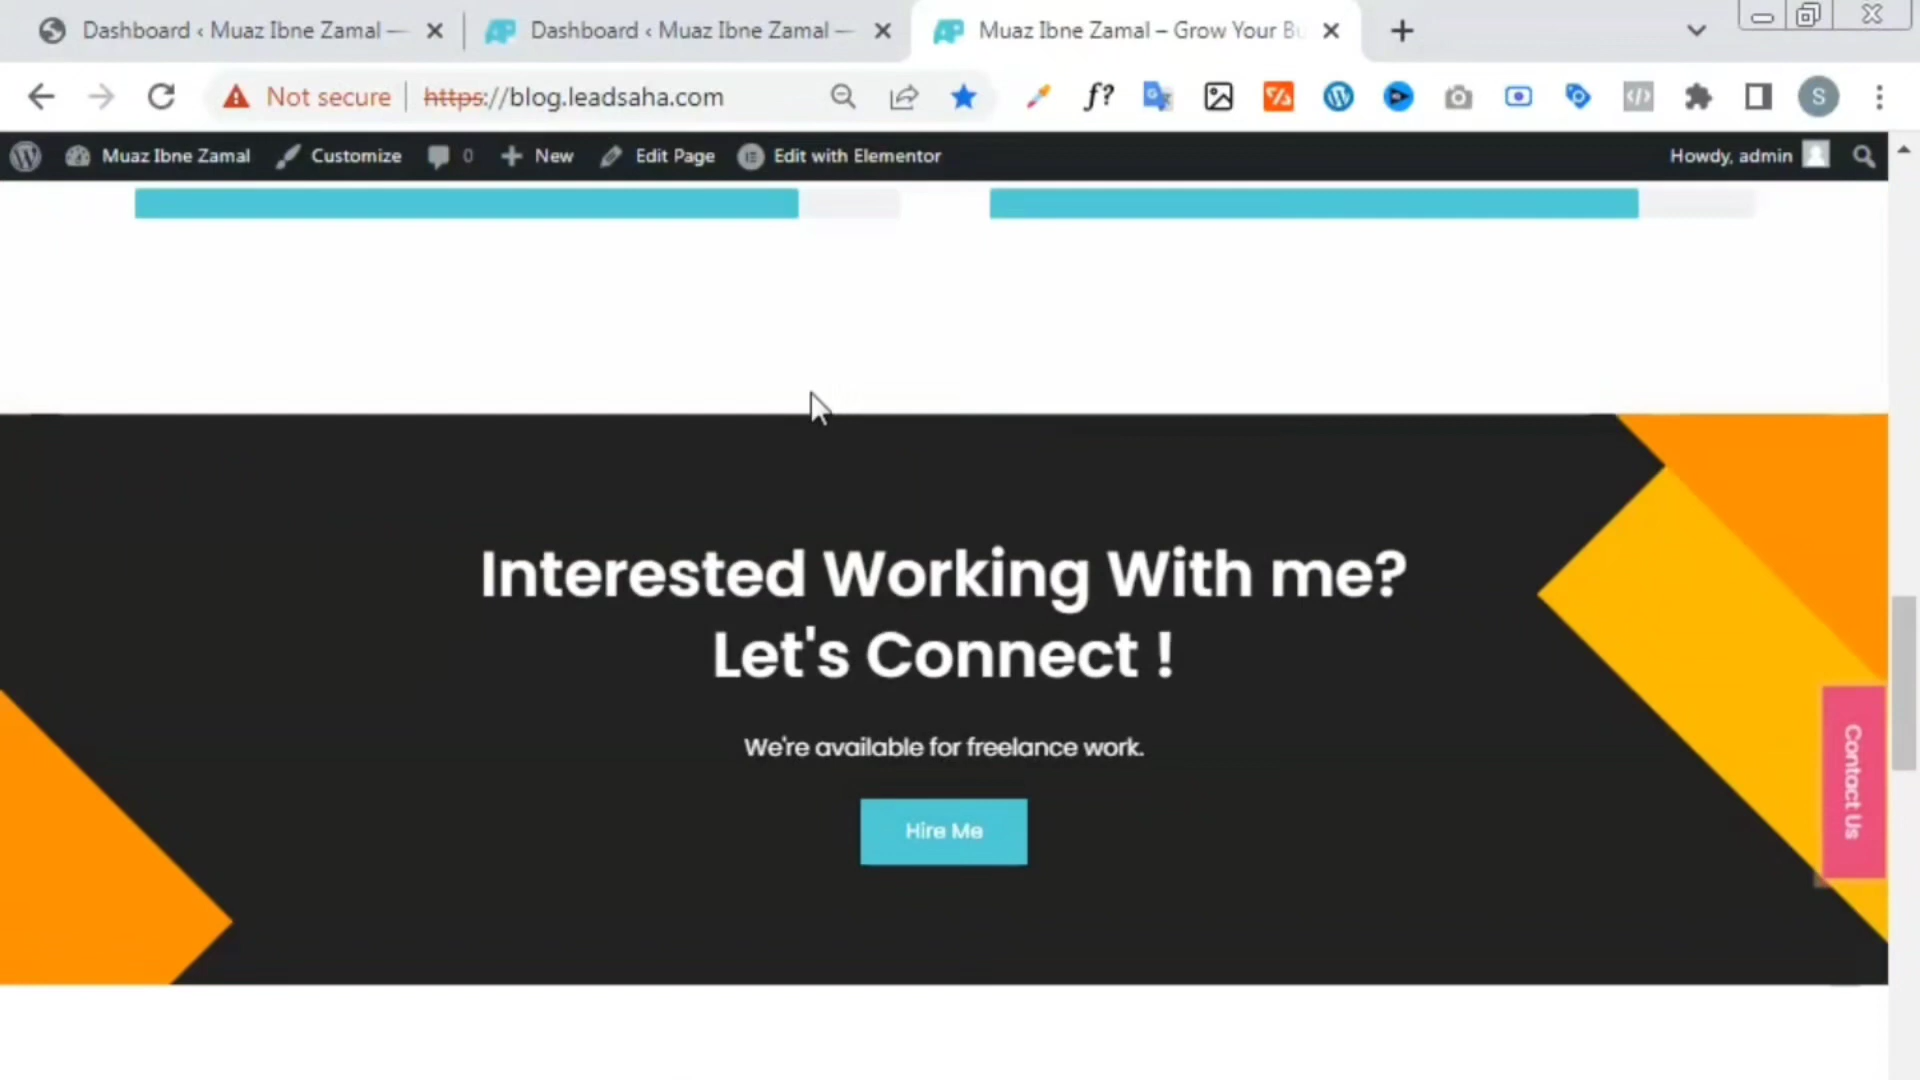 Dashboard ‹ Muaz Ibne Zamal —
Dashboard ‹ Muaz Ibne Zamal —
Muaz Ibne Zamal – Grow Your Bu
Not secure
https://blog.leadsaha.com
f?
S
Muaz Ibne Zamal
Customize
0
New
Edit Page
Edit with Elementor
Howdy, admin
Interested Working With me?
Let's Connect !
We're available for freelance work.
Hire Me
Contact Us